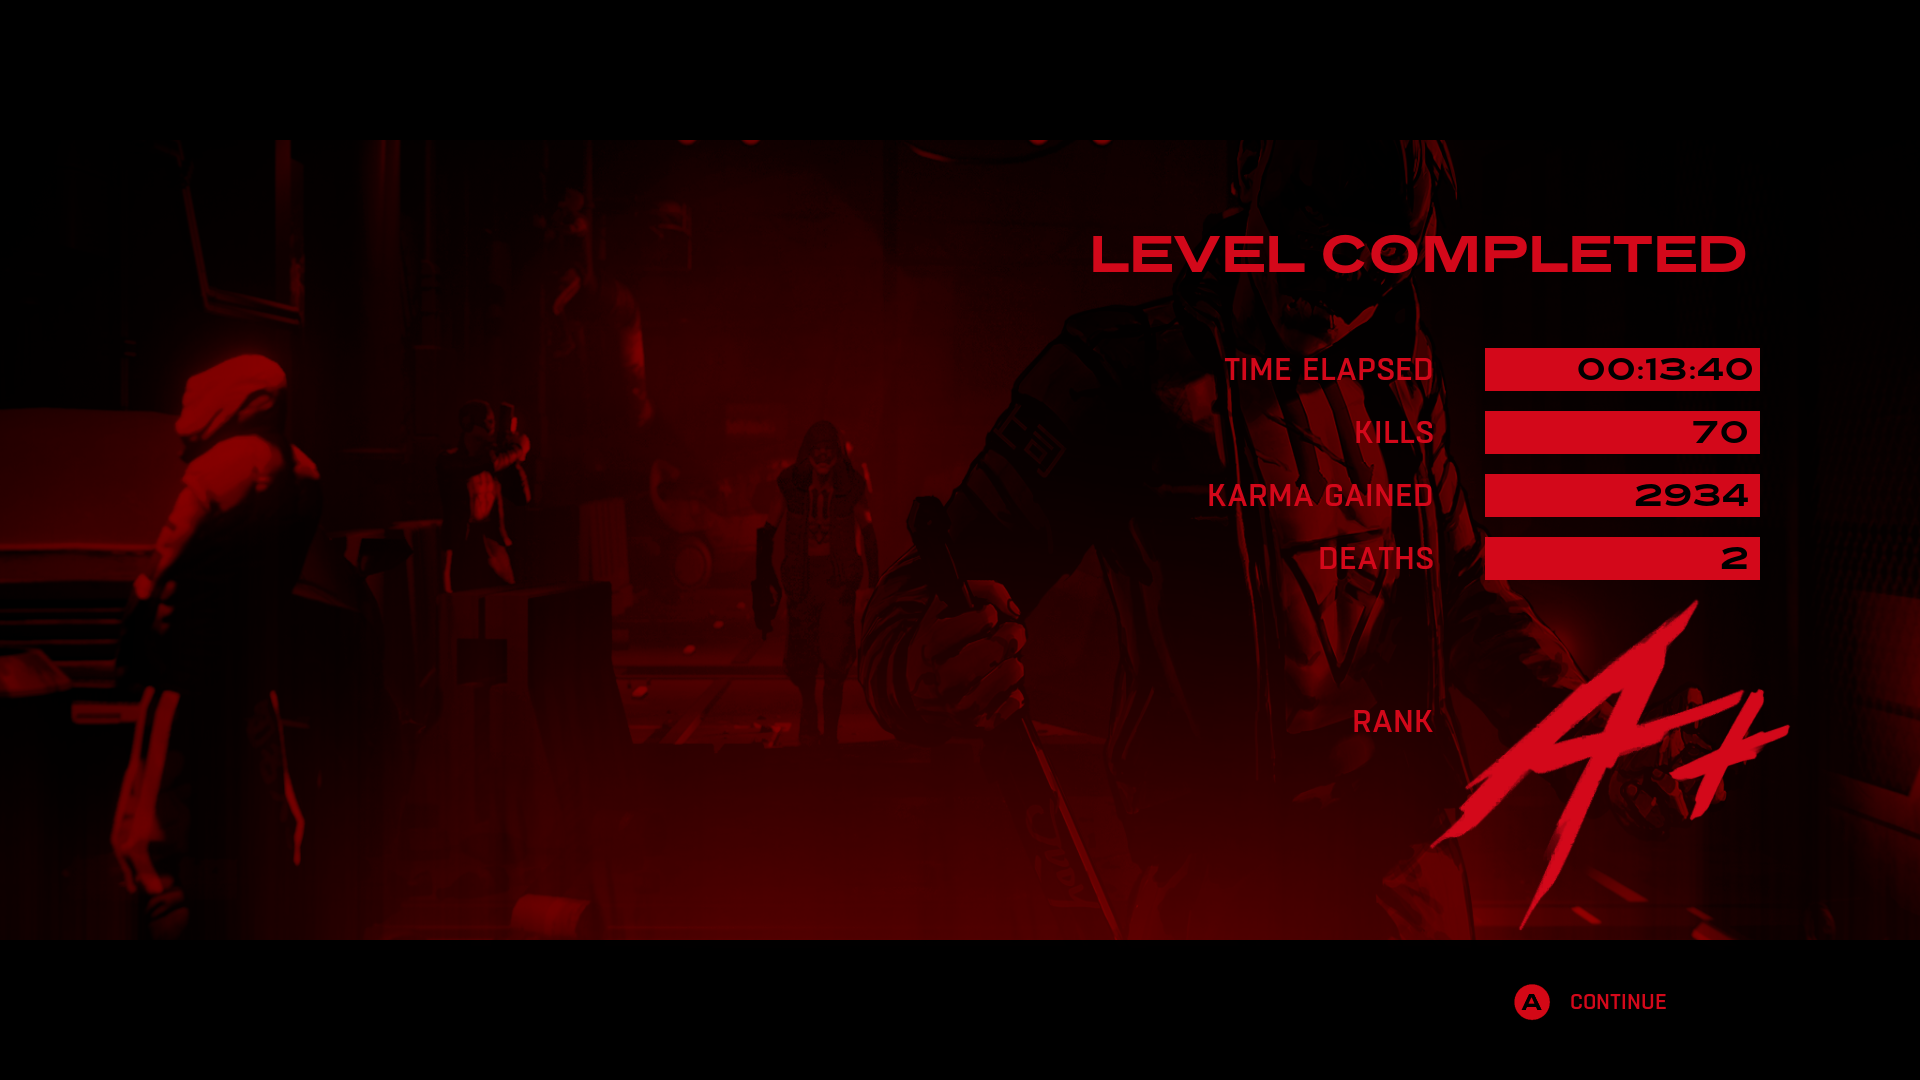 LEVEL COMPLETED
TIME ELAPSED 00:13:40
KILLS 70
KARMA GAINED 2934
DEATHS 2
RANK A+
A CONTINUE